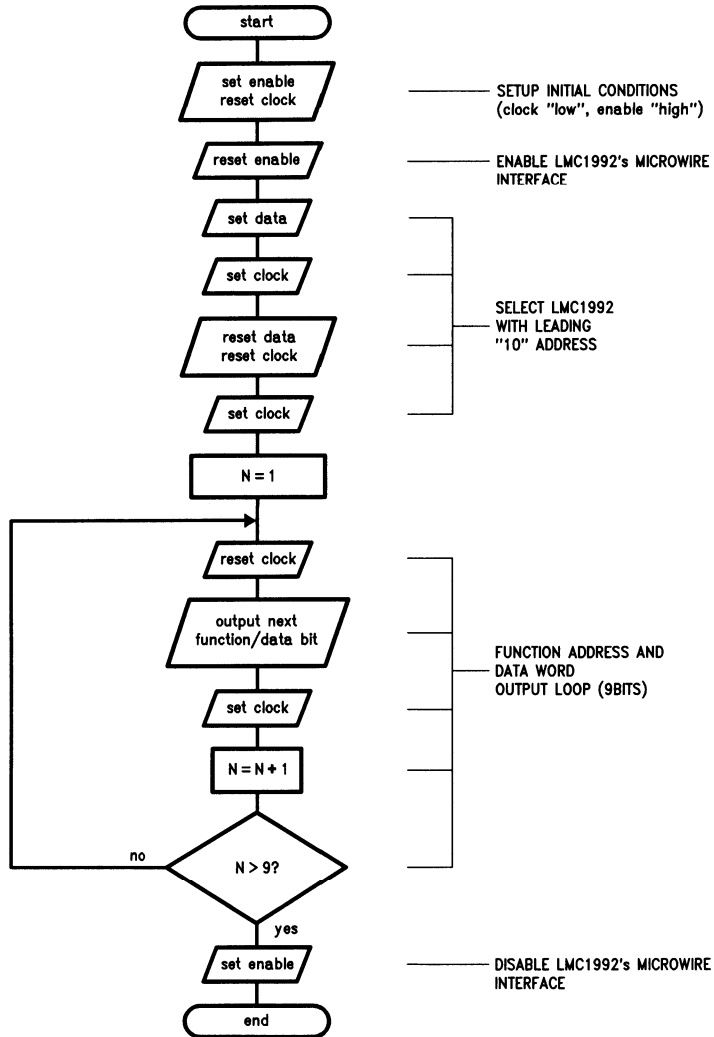 start
set enable
reset clock
SETUP INITIAL CONDITIONS
(clock "low", enable "high")
reset enable
ENABLE LMC1992's MICROWIRE
INTERFACE
set data
set clock
reset data
reset clock
set clock
SELECT LMC1992
WITH LEADING
"10" ADDRESS
N = 1
reset clock
output next
function/data bit
set clock
N = N + 1
N > 9?
no
yes
FUNCTION ADDRESS AND
DATA WORD
OUTPUT LOOP (9BITS)
set enable
DISABLE LMC1992's MICROWIRE
INTERFACE
end